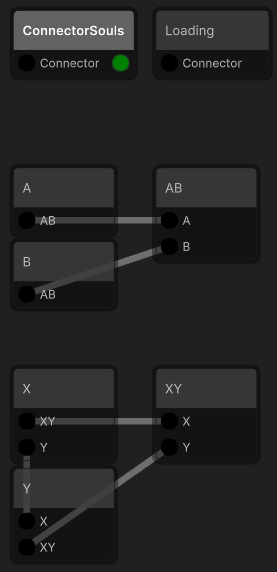 ConnectorSouls
Connector
Loading
Connector
A
AB
B
AB
AB
A
B
X
XY
Y
Y
X
XY
XY
X
Y